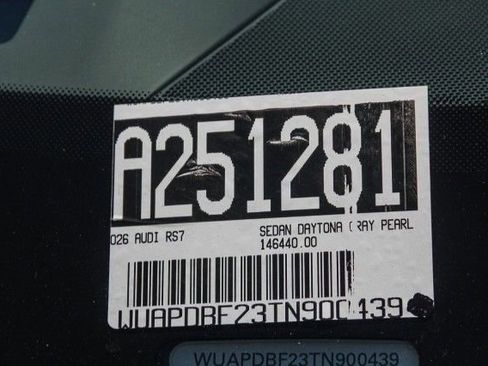 A251281
026 AUDI RS7
SEDAN DAYTONA GRAY PEARL
146440.00
WUAPDBF23TN900439
WUAPDBF23TN900439